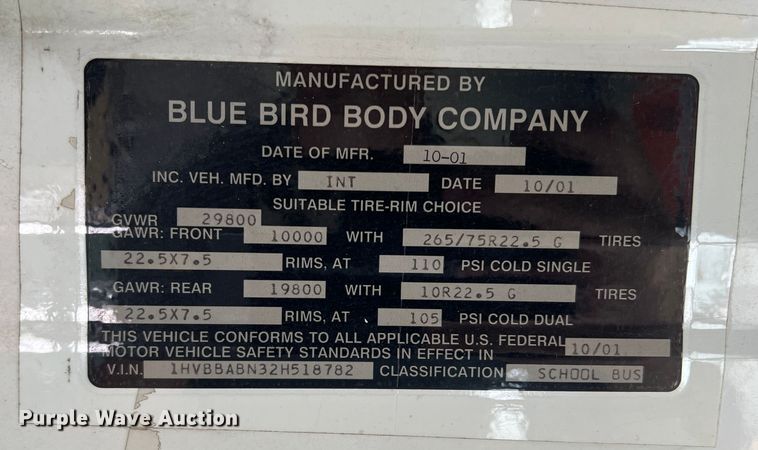 MANUFACTURED BY
BLUE BIRD BODY COMPANY
DATE OF MFR. 10-01
INC. VEH. MFD. BY INT DATE 10/01
SUITABLE TIRE-RIM CHOICE
GVWR 29800
GAWR: FRONT 10000 WITH 265/75R22.5 G TIRES
22.5X7.5 RIMS, AT 110 PSI COLD SINGLE
GAWR: REAR 19800 WITH 10R22.5 G TIRES
22.5X7.5 RIMS, AT 105 PSI COLD DUAL
THIS VEHICLE CONFORMS TO ALL APPLICABLE U.S. FEDERAL
MOTOR VEHICLE SAFETY STANDARDS IN EFFECT IN 10/01
V.I.N. 1HVBBABN32H518782 CLASSIFICATION SCHOOL BUS
Purple Wave Auction